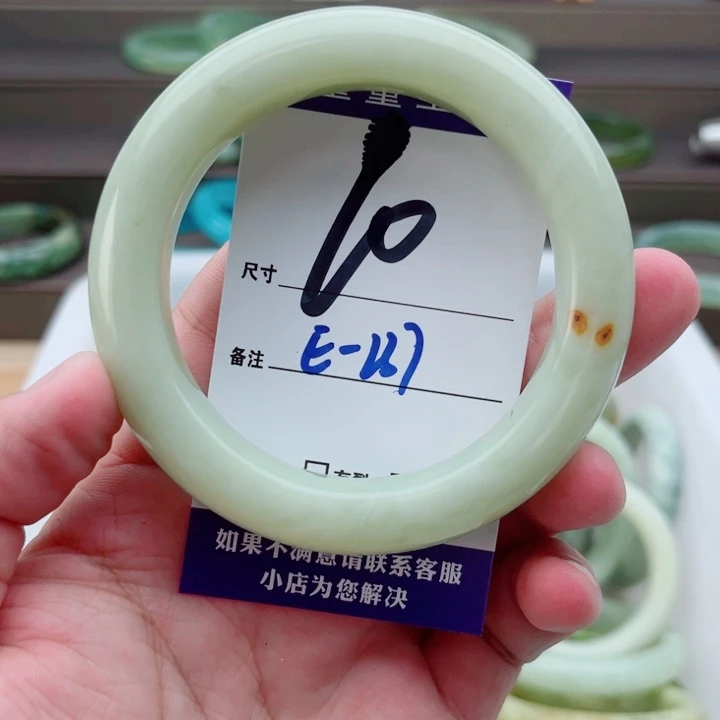 60
尺寸
备注 E-117
如果不满意请联系客服
小店为您解决